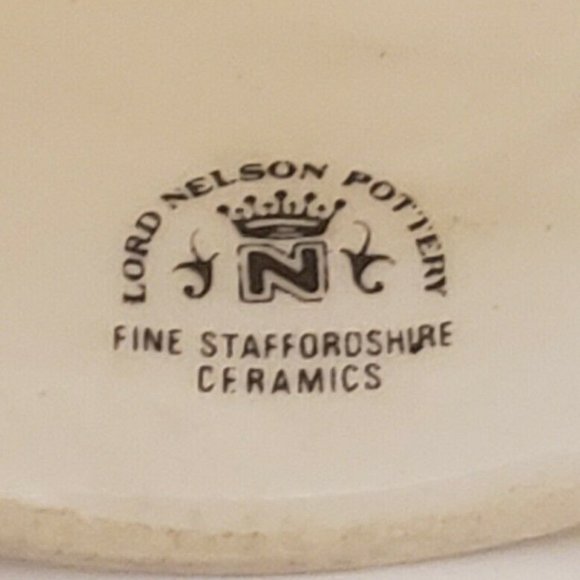 LORD NELSON POTTERY
N
FINE STAFFORDSHIRE
CERAMICS